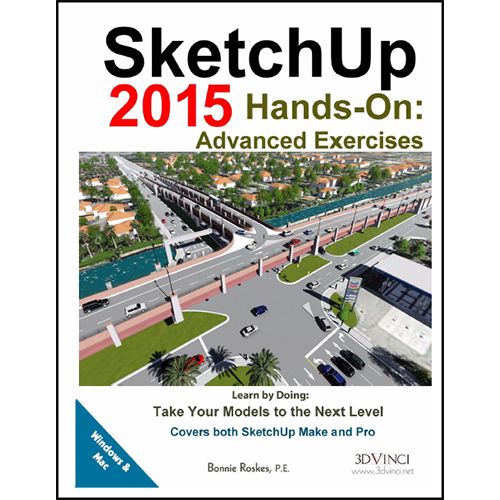 SketchUp
2015 Hands-On:
Advanced Exercises
Learn by Doing:
Take Your Models to the Next Level
Covers both SketchUp Make and Pro
Windows &
Mac
Bonnie Roskes, P.E.
3DVINCI
www.3dvinci.net